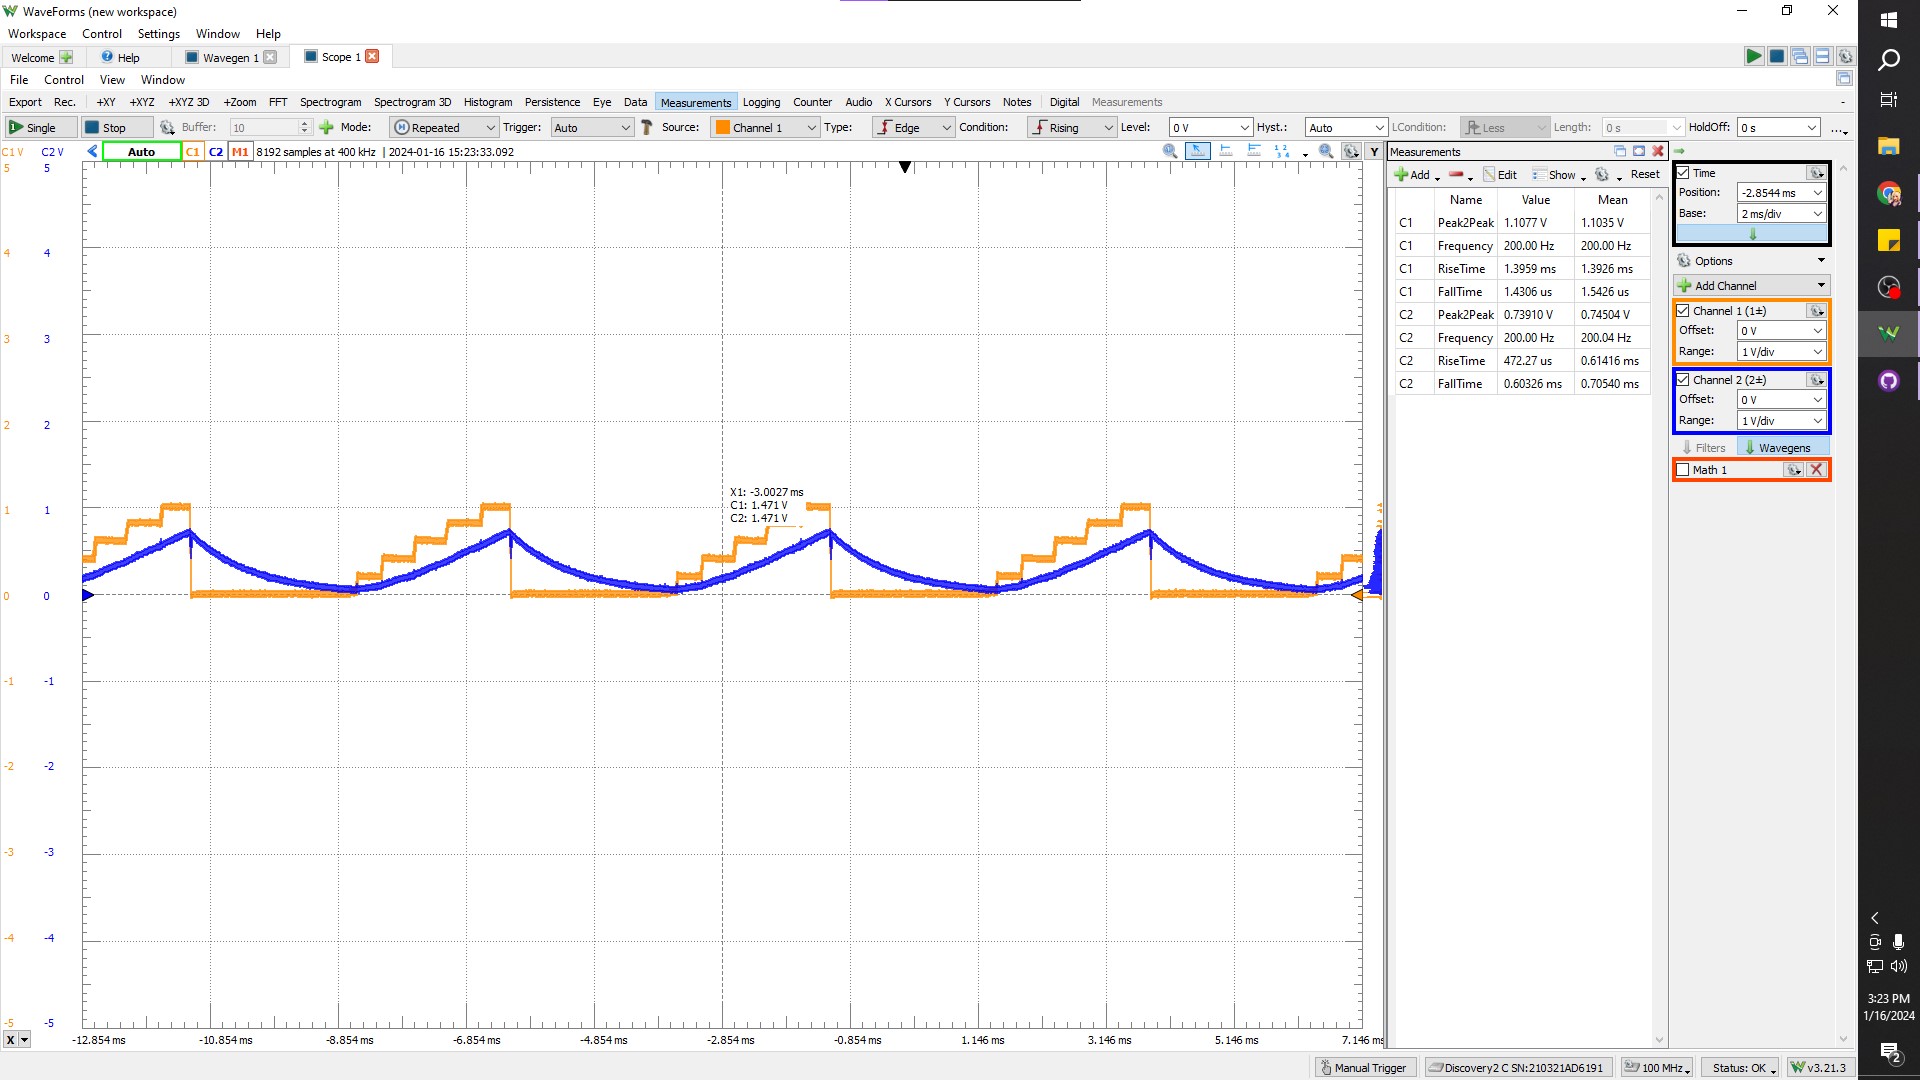 WaveForms (new workspace)
Workspace Control Settings Window Help
Welcome Help Wavegen 1 Scope 1
File Control View Window
Export Rec. +XY +XYZ +XYZ 3D +Zoom FFT Spectrogram Spectrogram 3D Histogram Persistence Eye Data Measurements Logging Counter Audio X Cursors Y Cursors Notes Digital Measurements
Single Stop Buffer: 10 Mode: Repeated Trigger: Auto Source: Channel 1 Type: Edge Condition: Rising Level: 0 V Hyst.: Auto LCondition: Less Length: 0 s HoldOff: 0 s ...
C1 V C2 V Auto C1 C2 M1 8192 samples at 400 kHz | 2024-01-16 15:23:33.092 Y
5 5
4 4
3 3
2 2
1 1
0 0
-1 -1
-2 -2
-3 -3
-4 -4
-5 -5
X1: -3.0027 ms
C1: 1.471 V
C2: 1.471 V
X -12.854 ms -10.854 ms -8.854 ms -6.854 ms -4.854 ms -2.854 ms -0.854 ms 1.146 ms 3.146 ms 5.146 ms 7.146 ms
Measurements
Add Edit Show Reset
Name Value Mean
C1 Peak2Peak 1.1077 V 1.1035 V
C1 Frequency 200.00 Hz 200.00 Hz
C1 RiseTime 1.3959 ms 1.3926 ms
C1 FallTime 1.4306 us 1.5426 us
C2 Peak2Peak 0.73910 V 0.74504 V
C2 Frequency 200.00 Hz 200.04 Hz
C2 RiseTime 472.27 us 0.61416 ms
C2 FallTime 0.60326 ms 0.70540 ms
Time
Position: -2.8544 ms
Base: 2 ms/div
Options
Add Channel
Channel 1 (1±)
Offset: 0 V
Range: 1 V/div
Channel 2 (2±)
Offset: 0 V
Range: 1 V/div
Filters Wavegens
Math 1
Manual Trigger Discovery2 C SN:210321AD6191 100 MHz Status: OK v3.21.3
3:23 PM
1/16/2024
2